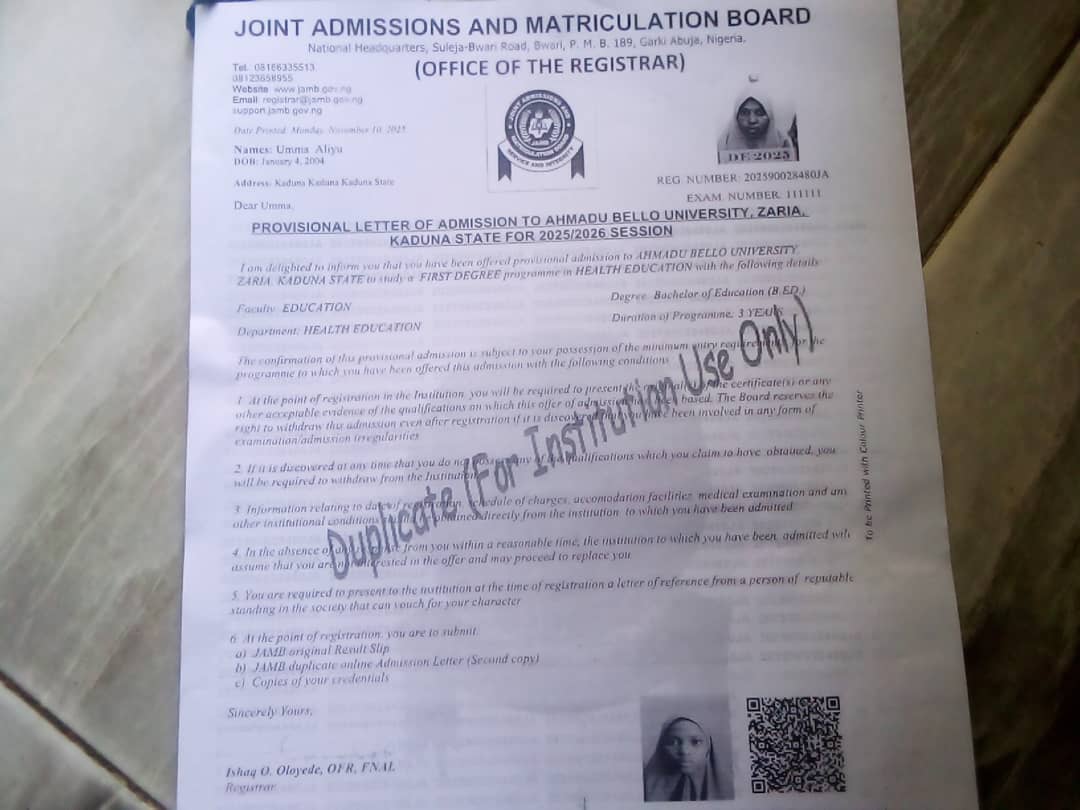 JOINT ADMISSIONS AND MATRICULATION BOARD
National Headquarters, Suleja-Bwari Road, Bwari, P. M. B. 189, Garki Abuja, Nigeria.
(OFFICE OF THE REGISTRAR)
Tel. 08166335513
08123658955
Website www.jamb.gov.ng
Email registrar@jamb.gov.ng
support.jamb.gov.ng
JOINT ADMISSIONS AND MATRICULATION BOARD
JAMB
SERVICE AND INTEGRITY
DE 2025
Date Printed: Monday, November 10, 2025
Names: Umma Aliyu
DOB: January 4, 2004
REG. NUMBER: 202590028480JA
EXAM. NUMBER: 111111
Address: Kaduna Kaduna Kaduna State
Dear Umma,
PROVISIONAL LETTER OF ADMISSION TO AHMADU BELLO UNIVERSITY, ZARIA,
KADUNA STATE FOR 2025/2026 SESSION
I am delighted to inform you that you have been offered provisional admission to AHMADU BELLO UNIVERSITY,
ZARIA, KADUNA STATE to study a FIRST DEGREE programme in HEALTH EDUCATION with the following details
Faculty: EDUCATION
Degree: Bachelor of Education (B.ED.)
Department: HEALTH EDUCATION
Duration of Programme: 3 YEARS
The confirmation of this provisional admission is subject to your possession of the minimum entry requirements for the
programme to which you have been offered this admission with the following conditions
1. At the point of registration in the Institution, you will be required to present the the certificate(s) or any
other acceptable evidence of the qualifications on which this offer of admission based. The Board reserves the
right to withdraw this admission even after registration if it is discovered that you have been involved in any form of
examination/admission irregularities
2. If it is discovered at any time that you do not possess any of the qualifications which you claim to have obtained, you
will be required to withdraw from the Institution
3. Information relating to date of registration, schedule of charges, accomodation facilities, medical examination and any
other institutional conditions obtained directly from the institution to which you have been admitted
4. In the absence of any response from you within a reasonable time, the institution to which you have been admitted will
assume that you are not interested in the offer and may proceed to replace you
5. You are required to present to the institution at the time of registration a letter of reference from a person of reputable
standing in the society that can vouch for your character
6. At the point of registration, you are to submit:
a) JAMB original Result Slip
b) JAMB duplicate online Admission Letter (Second copy)
c) Copies of your credentials
Duplicate (For Institution Use Only)
To be Printed with Colour Printer
Sincerely Yours,
Ishaq O. Oloyede, OFR, FNAL
Registrar